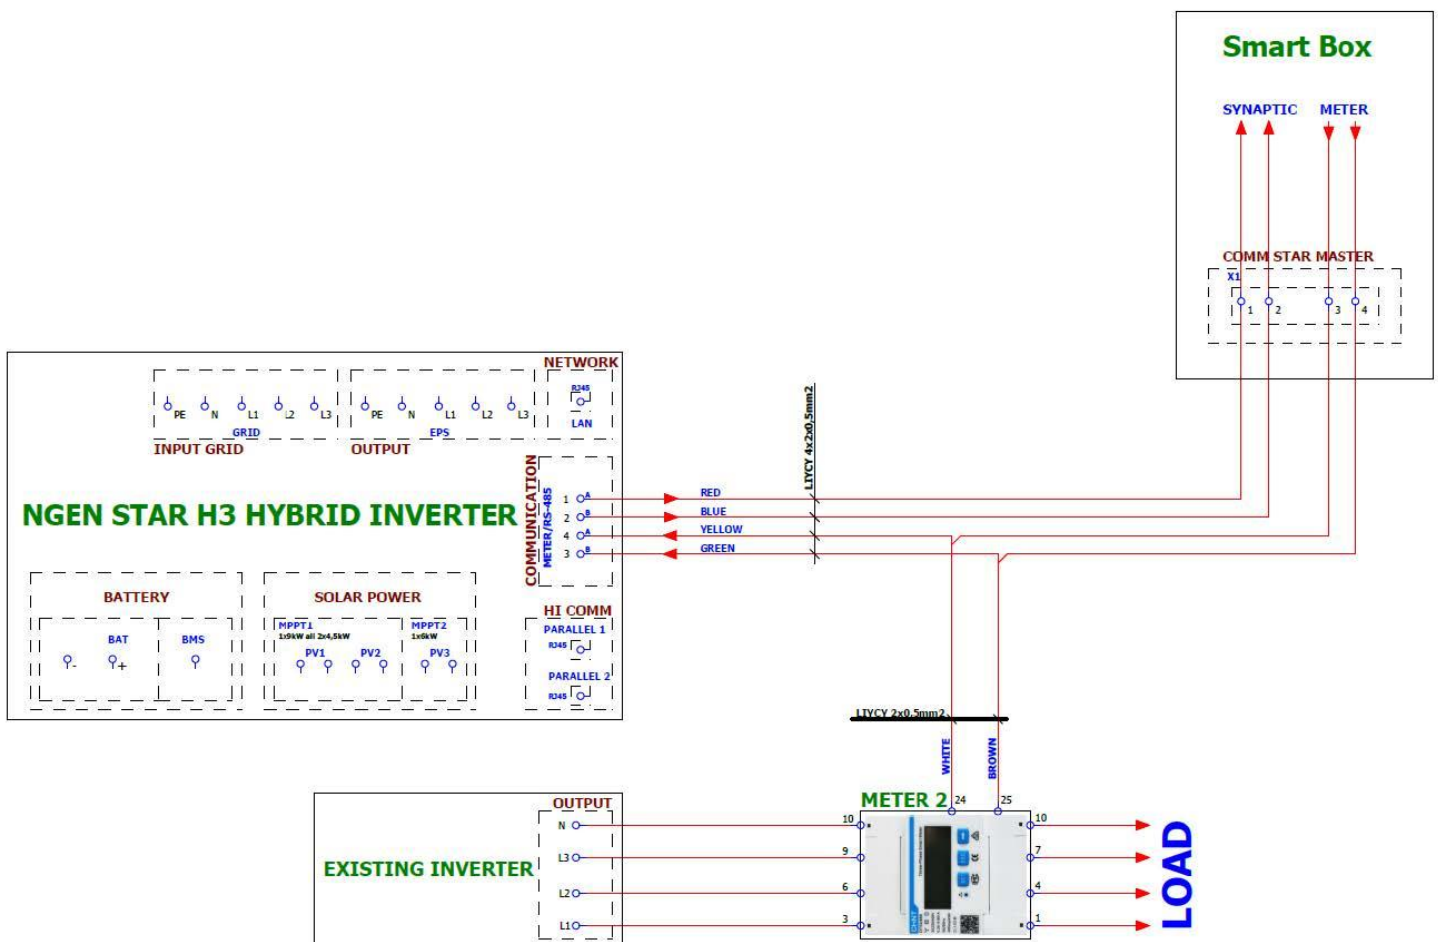 Smart Box
SYNAPTIC METER
COMM STAR MASTER
X1
1 2 3 4
NETWORK
RJ45
LAN
PE N L1 L2 L3
GRID
INPUT GRID
PE N L1 L2 L3
EPS
OUTPUT
COMMUNICATION
METER/RS-485
1 A
2 B
4 A
3 B
RED
BLUE
YELLOW
GREEN
LIYCY 4x2x0,5mm2
NGEN STAR H3 HYBRID INVERTER
BATTERY
BAT BMS
- +
SOLAR POWER
MPPT1
1x9kW ali 2x4,5kW
PV1 PV2
MPPT2
1x6kW
PV3
HI COMM
PARALLEL 1
RJ45
PARALLEL 2
RJ45
LIYCY 2x0,5mm2
WHITE
BROWN
METER 2 24 25
OUTPUT
EXISTING INVERTER
N 10 10
L3 9 7
L2 6 4
L1 3 1
CHNT
LOAD